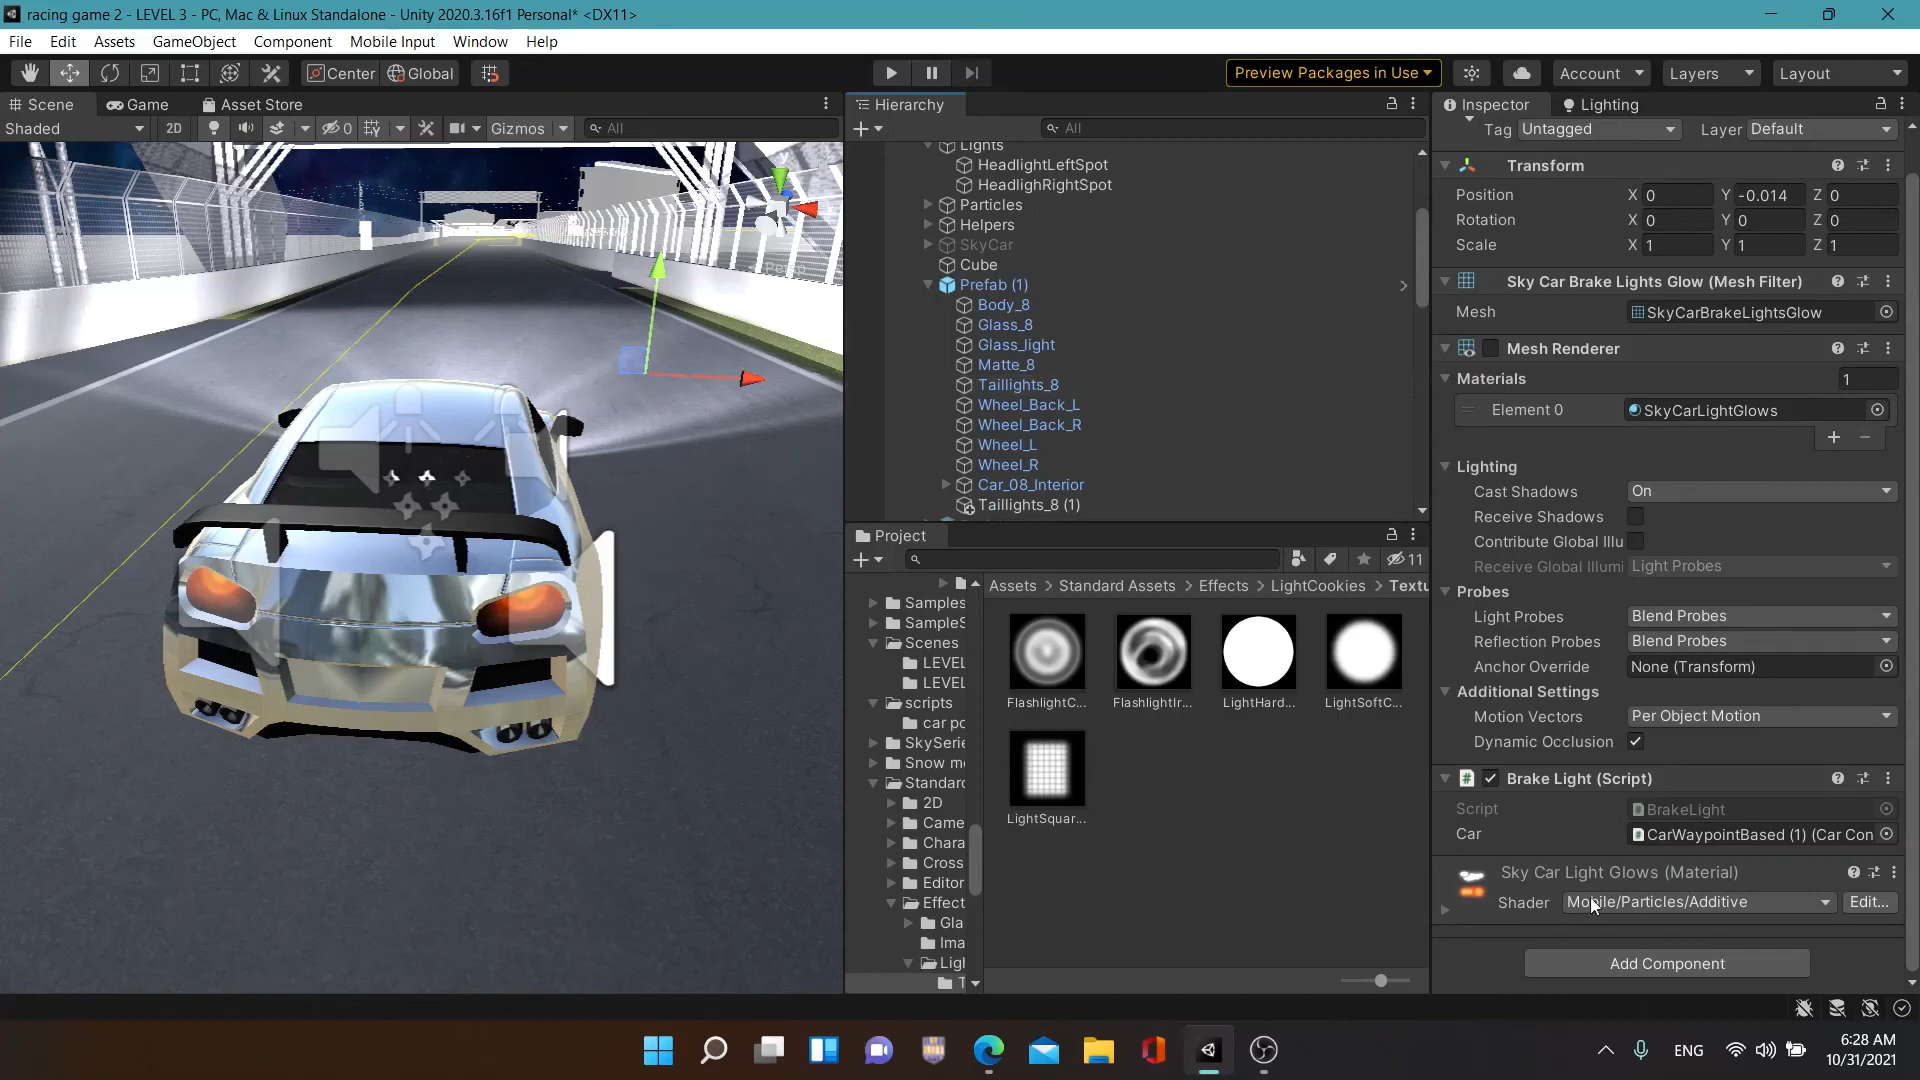 racing game 2 - LEVEL 3 - PC, Mac & Linux Standalone - Unity 2020.3.16f1 Personal* <DX11>
File Edit Assets GameObject Component Mobile Input Window Help
Center Global Preview Packages in Use Account Layers Layout
Scene Game Asset Store
Shaded 2D 0 Gizmos All
Persp
Hierarchy
All
Lights
HeadlightLeftSpot
HeadlighRightSpot
Particles
Helpers
SkyCar
Cube
Prefab (1)
Body_8
Glass_8
Glass_light
Matte_8
Taillights_8
Wheel_Back_L
Wheel_Back_R
Wheel_L
Wheel_R
Car_08_Interior
Taillights_8 (1)
Project
11
Samples
SampleS
Scenes
LEVEL
LEVEL
scripts
car po
SkySerie
Snow mo
Standard
2D
Came
Chara
Cross
Editor
Effect
Gla
Ima
Ligh
T
Assets > Standard Assets > Effects > LightCookies > Textu
FlashlightC...
FlashlightIr...
LightHard...
LightSoftC...
LightSquar...
Inspector Lighting
Tag Untagged Layer Default
Transform
Position X 0 Y -0.014 Z 0
Rotation X 0 Y 0 Z 0
Scale X 1 Y 1 Z 1
Sky Car Brake Lights Glow (Mesh Filter)
Mesh SkyCarBrakeLightsGlow
Mesh Renderer
Materials 1
Element 0 SkyCarLightGlows
Lighting
Cast Shadows On
Receive Shadows
Contribute Global Illu
Receive Global Illumi Light Probes
Probes
Light Probes Blend Probes
Reflection Probes Blend Probes
Anchor Override None (Transform)
Additional Settings
Motion Vectors Per Object Motion
Dynamic Occlusion
Brake Light (Script)
Script BrakeLight
Car CarWaypointBased (1) (Car Con
Sky Car Light Glows (Material)
Shader Mobile/Particles/Additive Edit...
Add Component
ENG
6:28 AM
10/31/2021